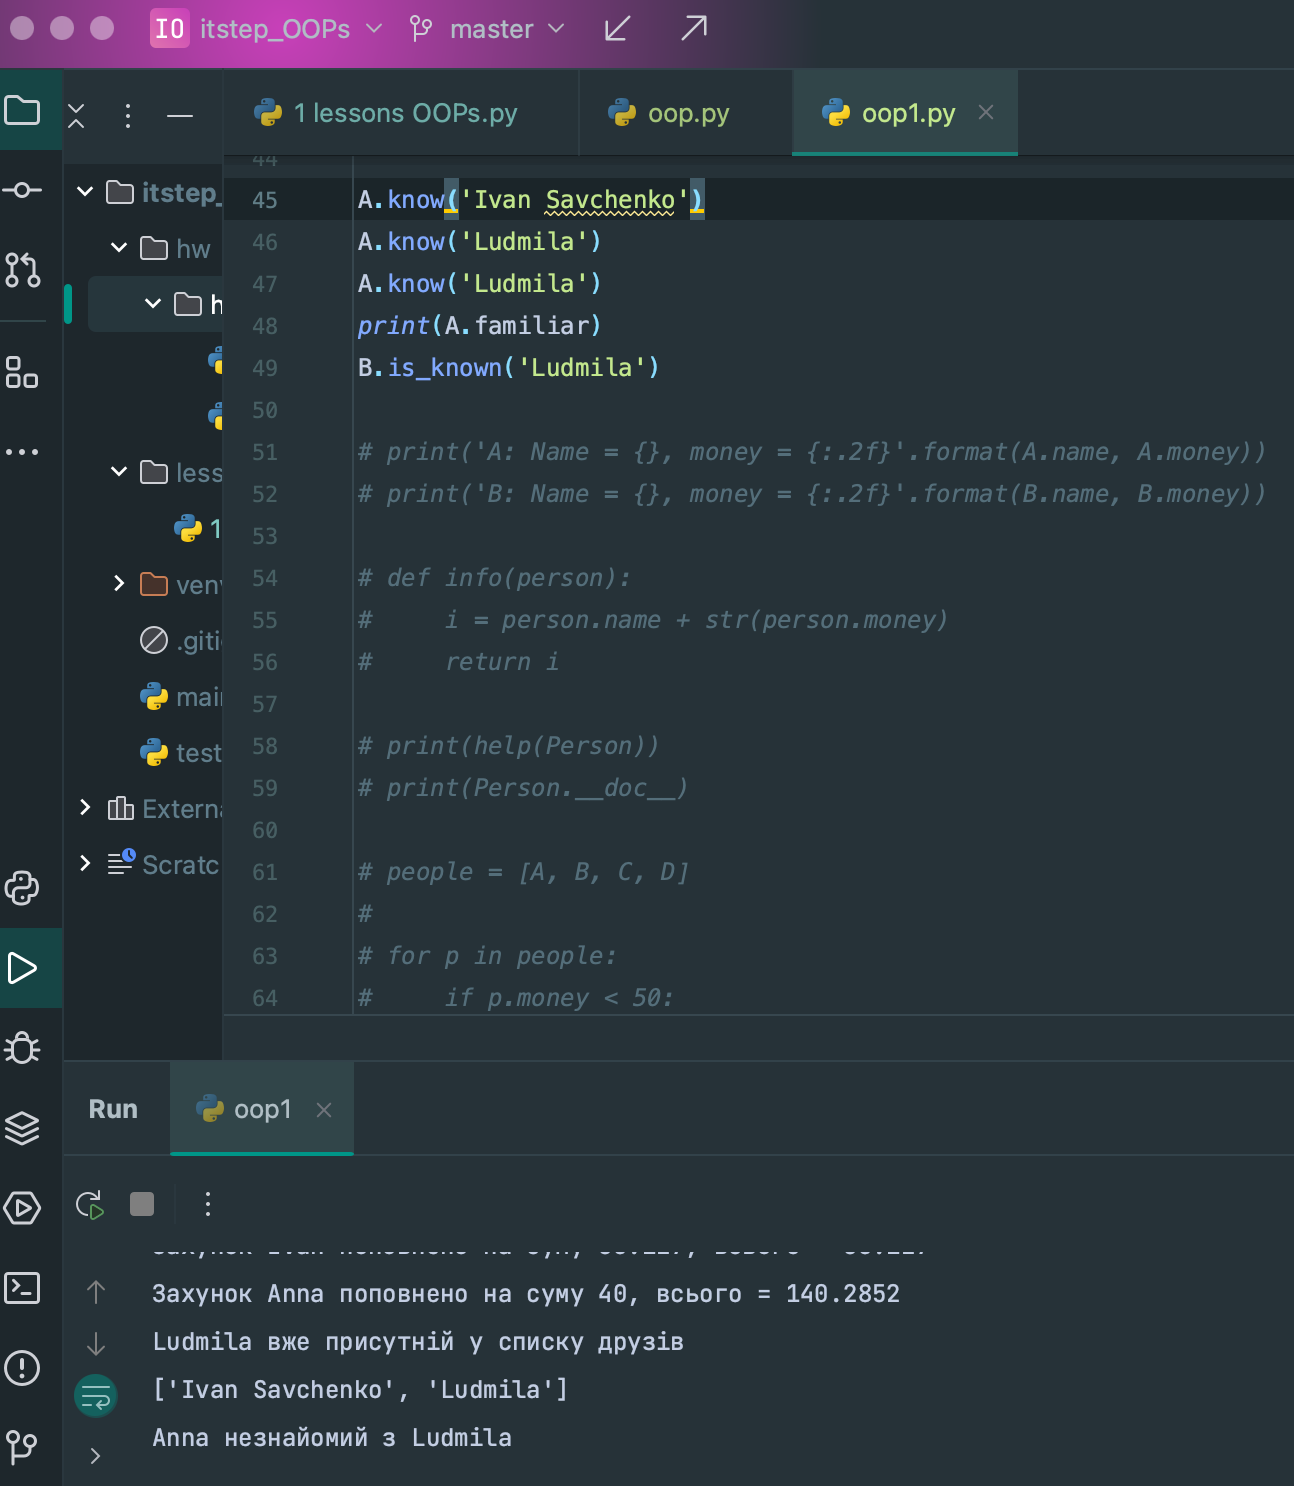 IO itstep_OOPs master
1 lessons OOPs.py oop.py oop1.py
itstep_
hw
h
less
1
venv
.giti
mai
test
Externa
Scratc
44
45 A.know('Ivan Savchenko')
46 A.know('Ludmila')
47 A.know('Ludmila')
48 print(A.familiar)
49 B.is_known('Ludmila')
50
51 # print('A: Name = {}, money = {:.2f}'.format(A.name, A.money))
52 # print('B: Name = {}, money = {:.2f}'.format(B.name, B.money))
53
54 # def info(person):
55 #     i = person.name + str(person.money)
56 #     return i
57
58 # print(help(Person))
59 # print(Person.__doc__)
60
61 # people = [A, B, C, D]
62 #
63 # for p in people:
64 #     if p.money < 50:
Run oop1
Захунок Anna поповнено на суму 40, всього = 140.2852
Ludmila вже присутній у списку друзів
['Ivan Savchenko', 'Ludmila']
Anna незнайомий з Ludmila